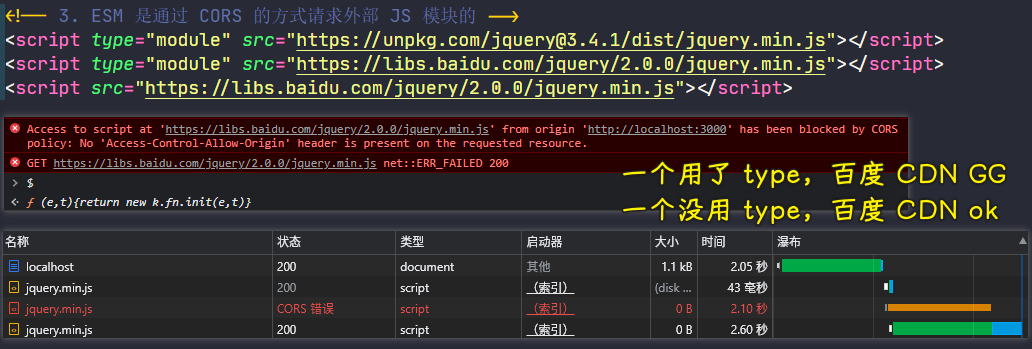 <!-- 3. ESM 是通过 CORS 的方式请求外部 JS 模块的 -->
<script type="module" src="https://unpkg.com/jquery@3.4.1/dist/jquery.min.js"></script>
<script type="module" src="https://libs.baidu.com/jquery/2.0.0/jquery.min.js"></script>
<script src="https://libs.baidu.com/jquery/2.0.0/jquery.min.js"></script>
Access to script at 'https://libs.baidu.com/jquery/2.0.0/jquery.min.js' from origin 'http://localhost:3000' has been blocked by CORS
policy: No 'Access-Control-Allow-Origin' header is present on the requested resource.
GET https://libs.baidu.com/jquery/2.0.0/jquery.min.js net::ERR_FAILED 200
> $
ƒ (e,t){return new k.fn.init(e,t)}
一个用了 type，百度 CDN GG
一个没用 type，百度 CDN ok
名称 状态 类型 启动器 大小 时间 瀑布
localhost 200 document 其他 1.1 kB 2.05 秒
jquery.min.js 200 script （索引） (disk ... 43 毫秒
jquery.min.js CORS 错误 script （索引） 0 B 2.10 秒
jquery.min.js 200 script （索引） 0 B 2.60 秒